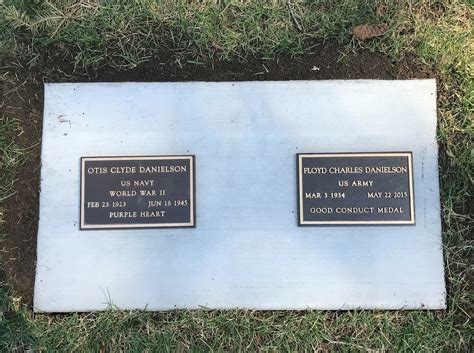 OTIS CLYDE DANIELSON
US NAVY
WORLD WAR II
FEB 23 1923 JUN 18 1945
PURPLE HEART
FLOYD CHARLES DANIELSON
US ARMY
MAR 3 1934 MAY 22 2015
GOOD CONDUCT MEDAL